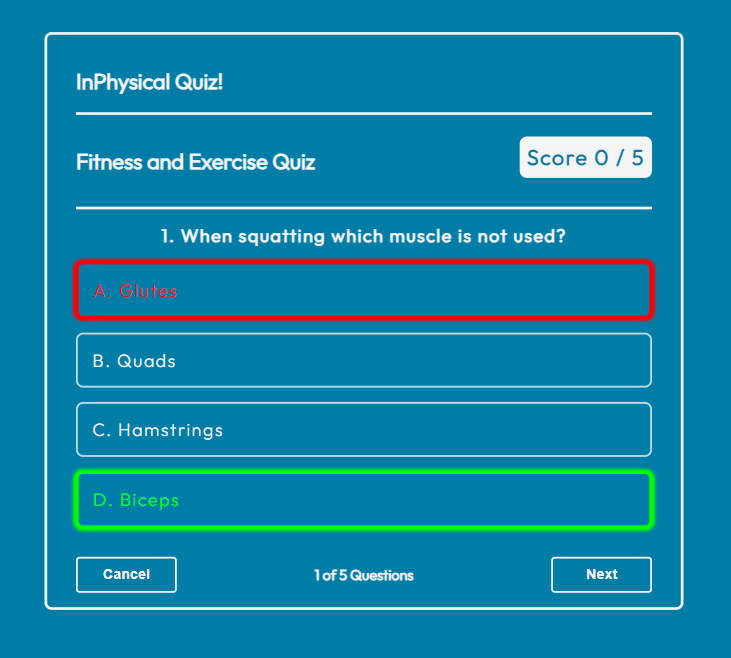 InPhysical Quiz!
Fitness and Exercise Quiz
Score 0 / 5
1. When squatting which muscle is not used?
A. Glutes
B. Quads
C. Hamstrings
D. Biceps
Cancel
1 of 5 Questions
Next